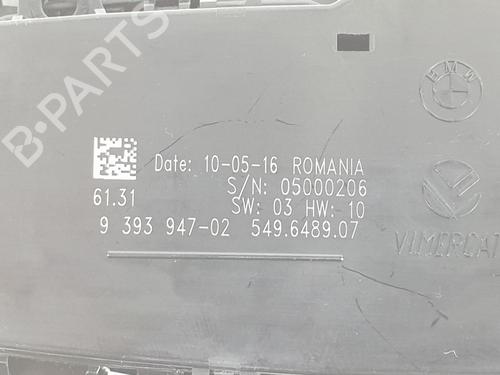 B-PARTS
BMW
Date: 10-05-16 ROMANIA
S/N: 05000206
61.31 SW: 03 HW: 10
9 393 947-02 549.6489.07